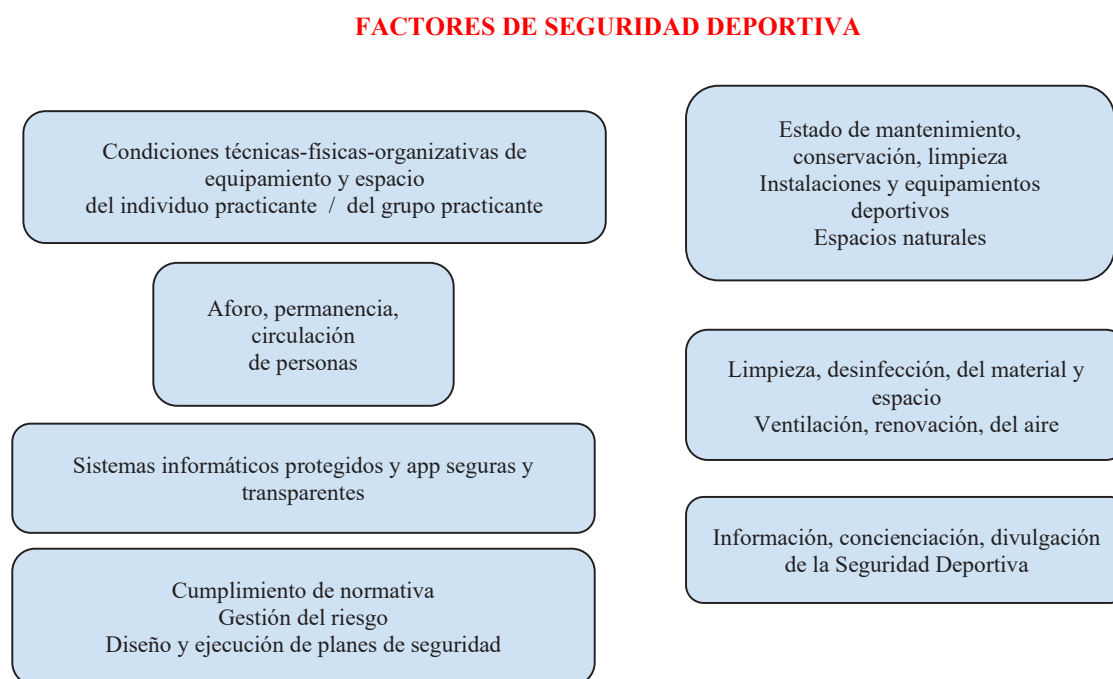 FACTORES DE SEGURIDAD DEPORTIVA
Condiciones técnicas-físicas-organizativas de
equipamiento y espacio
del individuo practicante / del grupo practicante
Aforo, permanencia,
circulación
de personas
Sistemas informáticos protegidos y app seguras y
transparentes
Cumplimiento de normativa
Gestión del riesgo
Diseño y ejecución de planes de seguridad
Estado de mantenimiento,
conservación, limpieza
Instalaciones y equipamientos
deportivos
Espacios naturales
Limpieza, desinfección, del material y
espacio
Ventilación, renovación, del aire
Información, concienciación, divulgación
de la Seguridad Deportiva